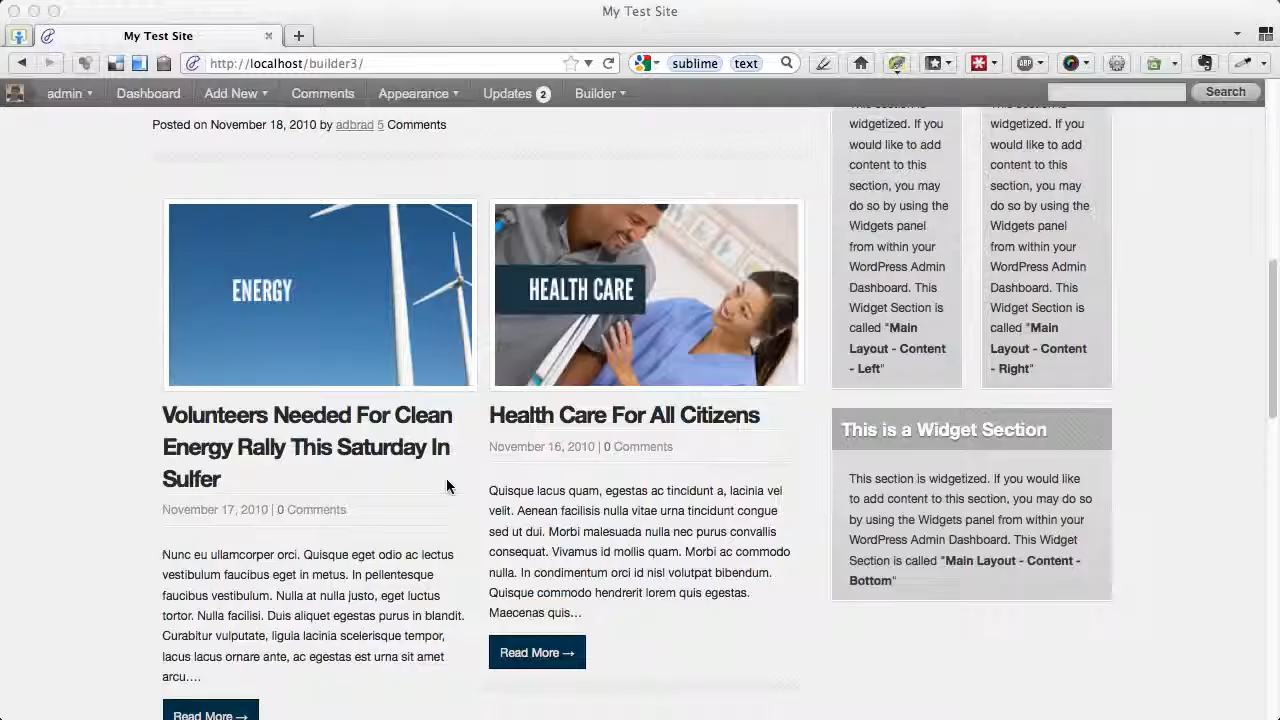 My Test Site
My Test Site
http://localhost/builder3/
sublime text
admin Dashboard Add New Comments Appearance Updates 2 Builder Search
Posted on November 18, 2010 by adbrad 5 Comments
ENERGY
Volunteers Needed For Clean
Energy Rally This Saturday In
Sulfer
November 17, 2010 | 0 Comments
Nunc eu ullamcorper orci. Quisque eget odio ac lectus
vestibulum faucibus eget in metus. In pellentesque
faucibus vestibulum. Nulla at nulla justo, eget luctus
tortor. Nulla facilisi. Duis aliquet egestas purus in blandit.
Curabitur vulputate, ligula lacinia scelerisque tempor,
lacus lacus ornare ante, ac egestas est urna sit amet
arcu….
Read More →
HEALTH CARE
Health Care For All Citizens
November 16, 2010 | 0 Comments
Quisque lacus quam, egestas ac tincidunt a, lacinia vel
velit. Aenean facilisis nulla vitae urna tincidunt congue
sed ut dui. Morbi malesuada nulla nec purus convallis
consequat. Vivamus id mollis quam. Morbi ac commodo
nulla. In condimentum orci id nisl volutpat bibendum.
Quisque commodo hendrerit lorem quis egestas.
Maecenas quis…
Read More →
This section is
widgetized. If you
would like to add
content to this
section, you may
do so by using the
Widgets panel
from within your
WordPress Admin
Dashboard. This
Widget Section is
called "Main
Layout - Content
- Left"
This section is
widgetized. If you
would like to add
content to this
section, you may
do so by using the
Widgets panel
from within your
WordPress Admin
Dashboard. This
Widget Section is
called "Main
Layout - Content
- Right"
This is a Widget Section
This section is widgetized. If you would like
to add content to this section, you may do so
by using the Widgets panel from within your
WordPress Admin Dashboard. This Widget
Section is called "Main Layout - Content -
Bottom"
ABP